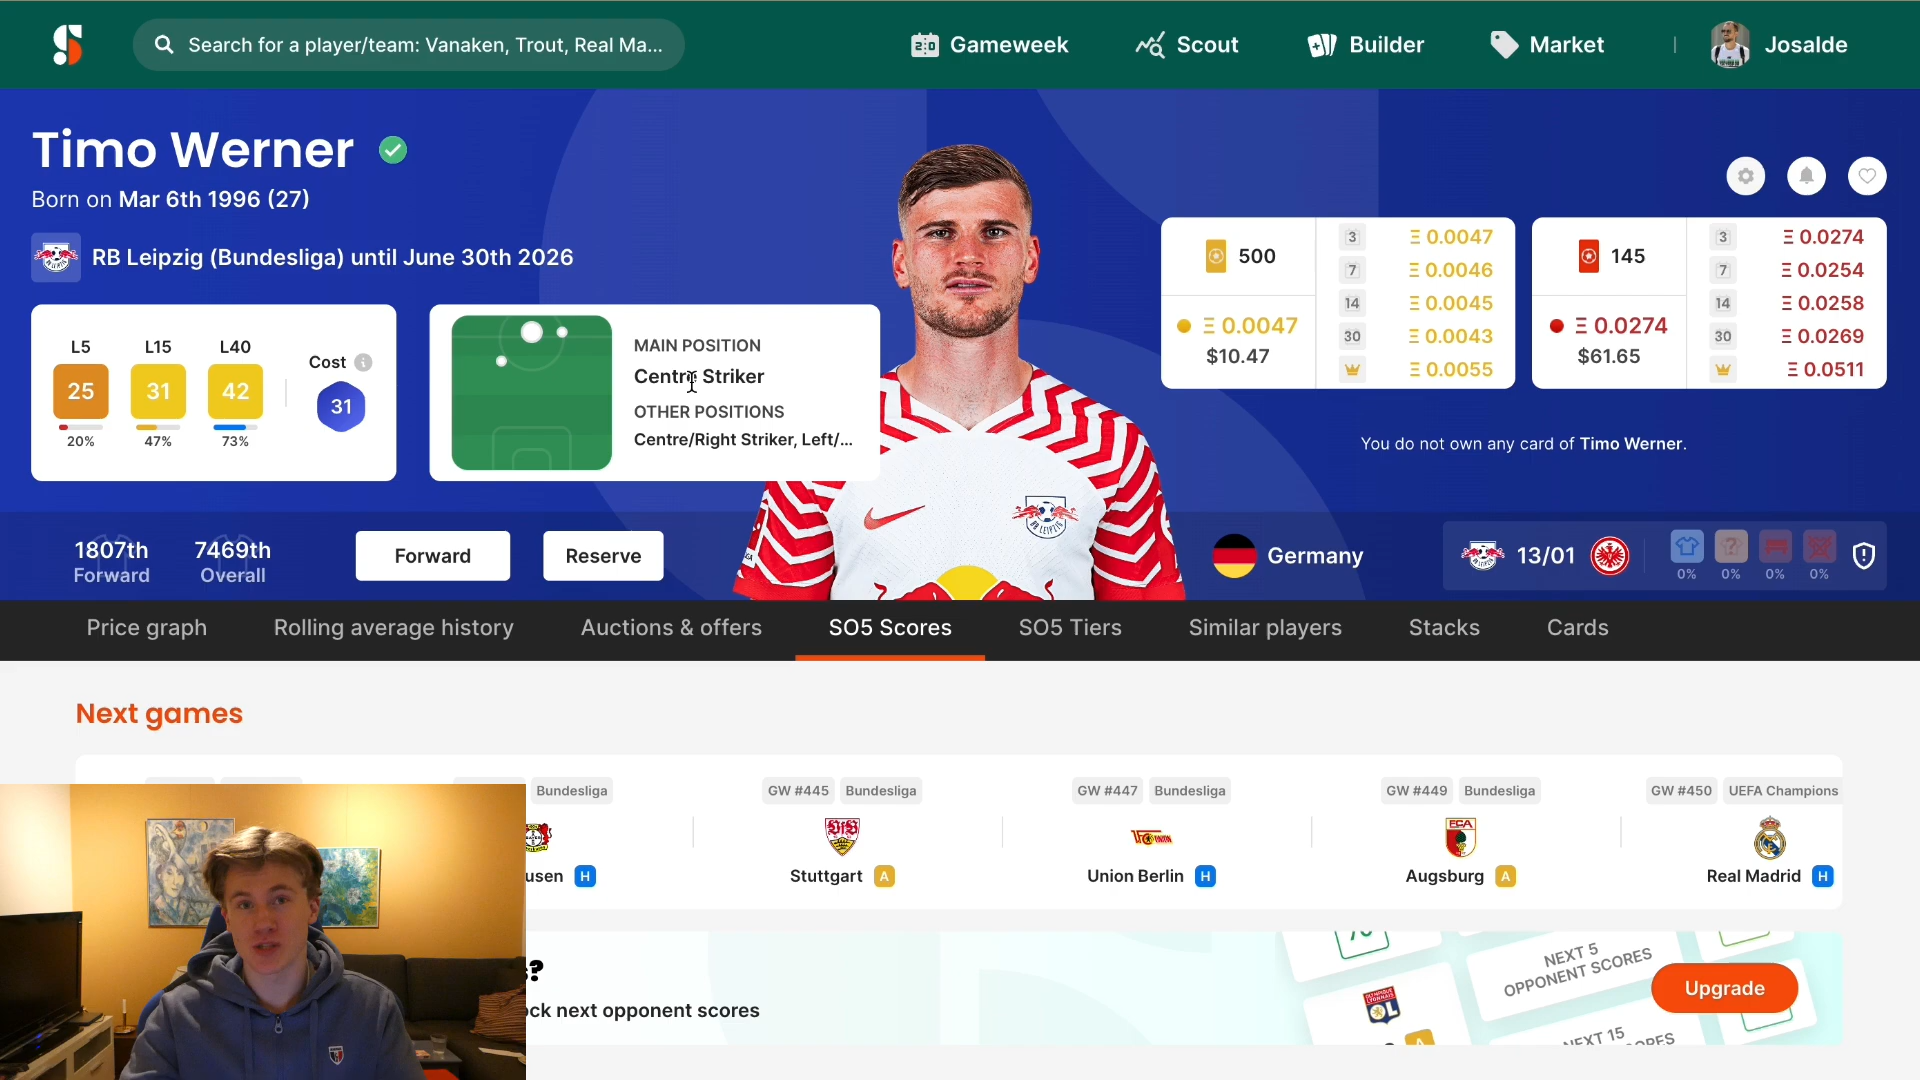 Search for a player/team: Vanaken, Trout, Real Ma...
Gameweek
Scout
Builder
Market
Josalde
Timo Werner
Born on Mar 6th 1996 (27)
RB Leipzig (Bundesliga) until June 30th 2026
L5 L15 L40
Cost
25 31 42
31
20% 47% 73%
MAIN POSITION
Centre Striker
OTHER POSITIONS
Centre/Right Striker, Left/...
500
Ξ 0.0047
$10.47
3 Ξ 0.0047
7 Ξ 0.0046
14 Ξ 0.0045
30 Ξ 0.0043
Ξ 0.0055
145
Ξ 0.0274
$61.65
3 Ξ 0.0274
7 Ξ 0.0254
14 Ξ 0.0258
30 Ξ 0.0269
Ξ 0.0511
You do not own any card of Timo Werner.
1807th
Forward
7469th
Overall
Forward
Reserve
Germany
13/01
0% 0% 0% 0%
Price graph
Rolling average history
Auctions & offers
SO5 Scores
SO5 Tiers
Similar players
Stacks
Cards
Next games
Bundesliga
usen H
GW #445 Bundesliga
Stuttgart A
GW #447 Bundesliga
Union Berlin H
GW #449 Bundesliga
Augsburg A
GW #450 UEFA Champions
Real Madrid H
s?
ock next opponent scores
NEXT 5
OPPONENT SCORES
NEXT 15
ORES
Upgrade